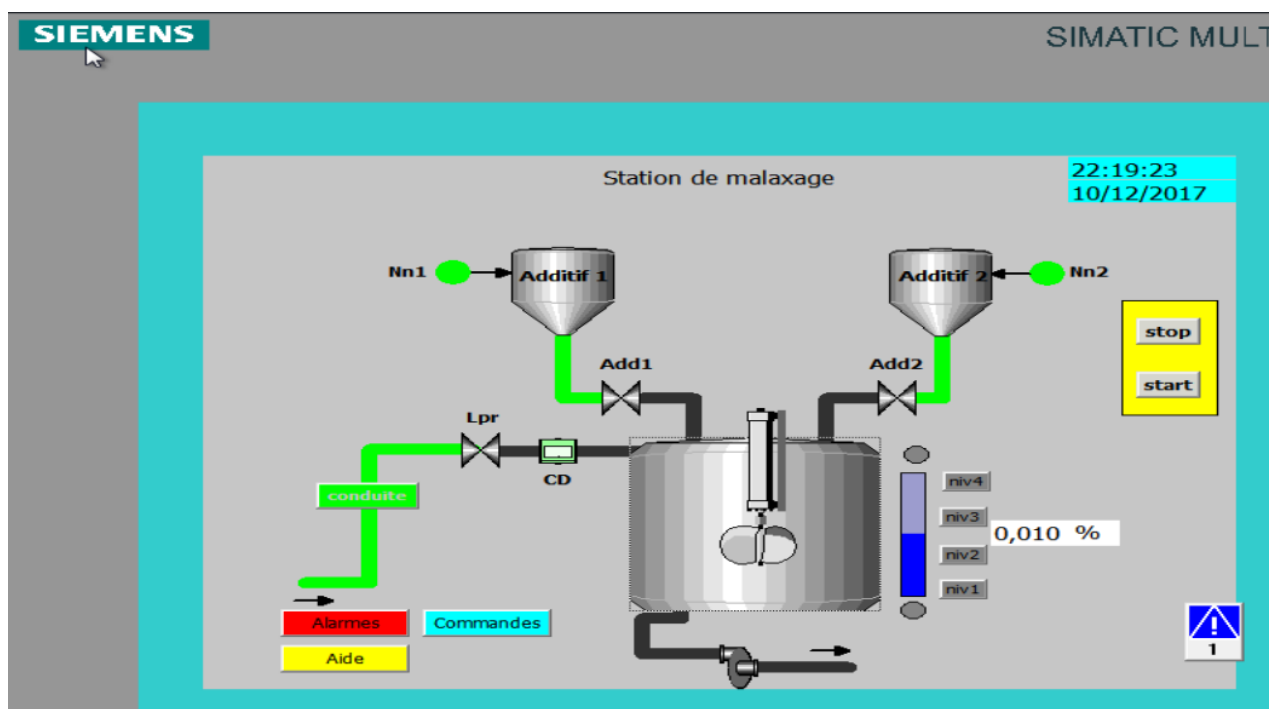 SIEMENS
SIMATIC MULT
Station de malaxage
22:19:23
10/12/2017
Nn1
Additif 1
Additif 2
Nn2
stop
start
Add1
Add2
Lpr
CD
conduite
niv4
niv3
0,010 %
niv2
niv1
Alarmes
Commandes
Aide
1